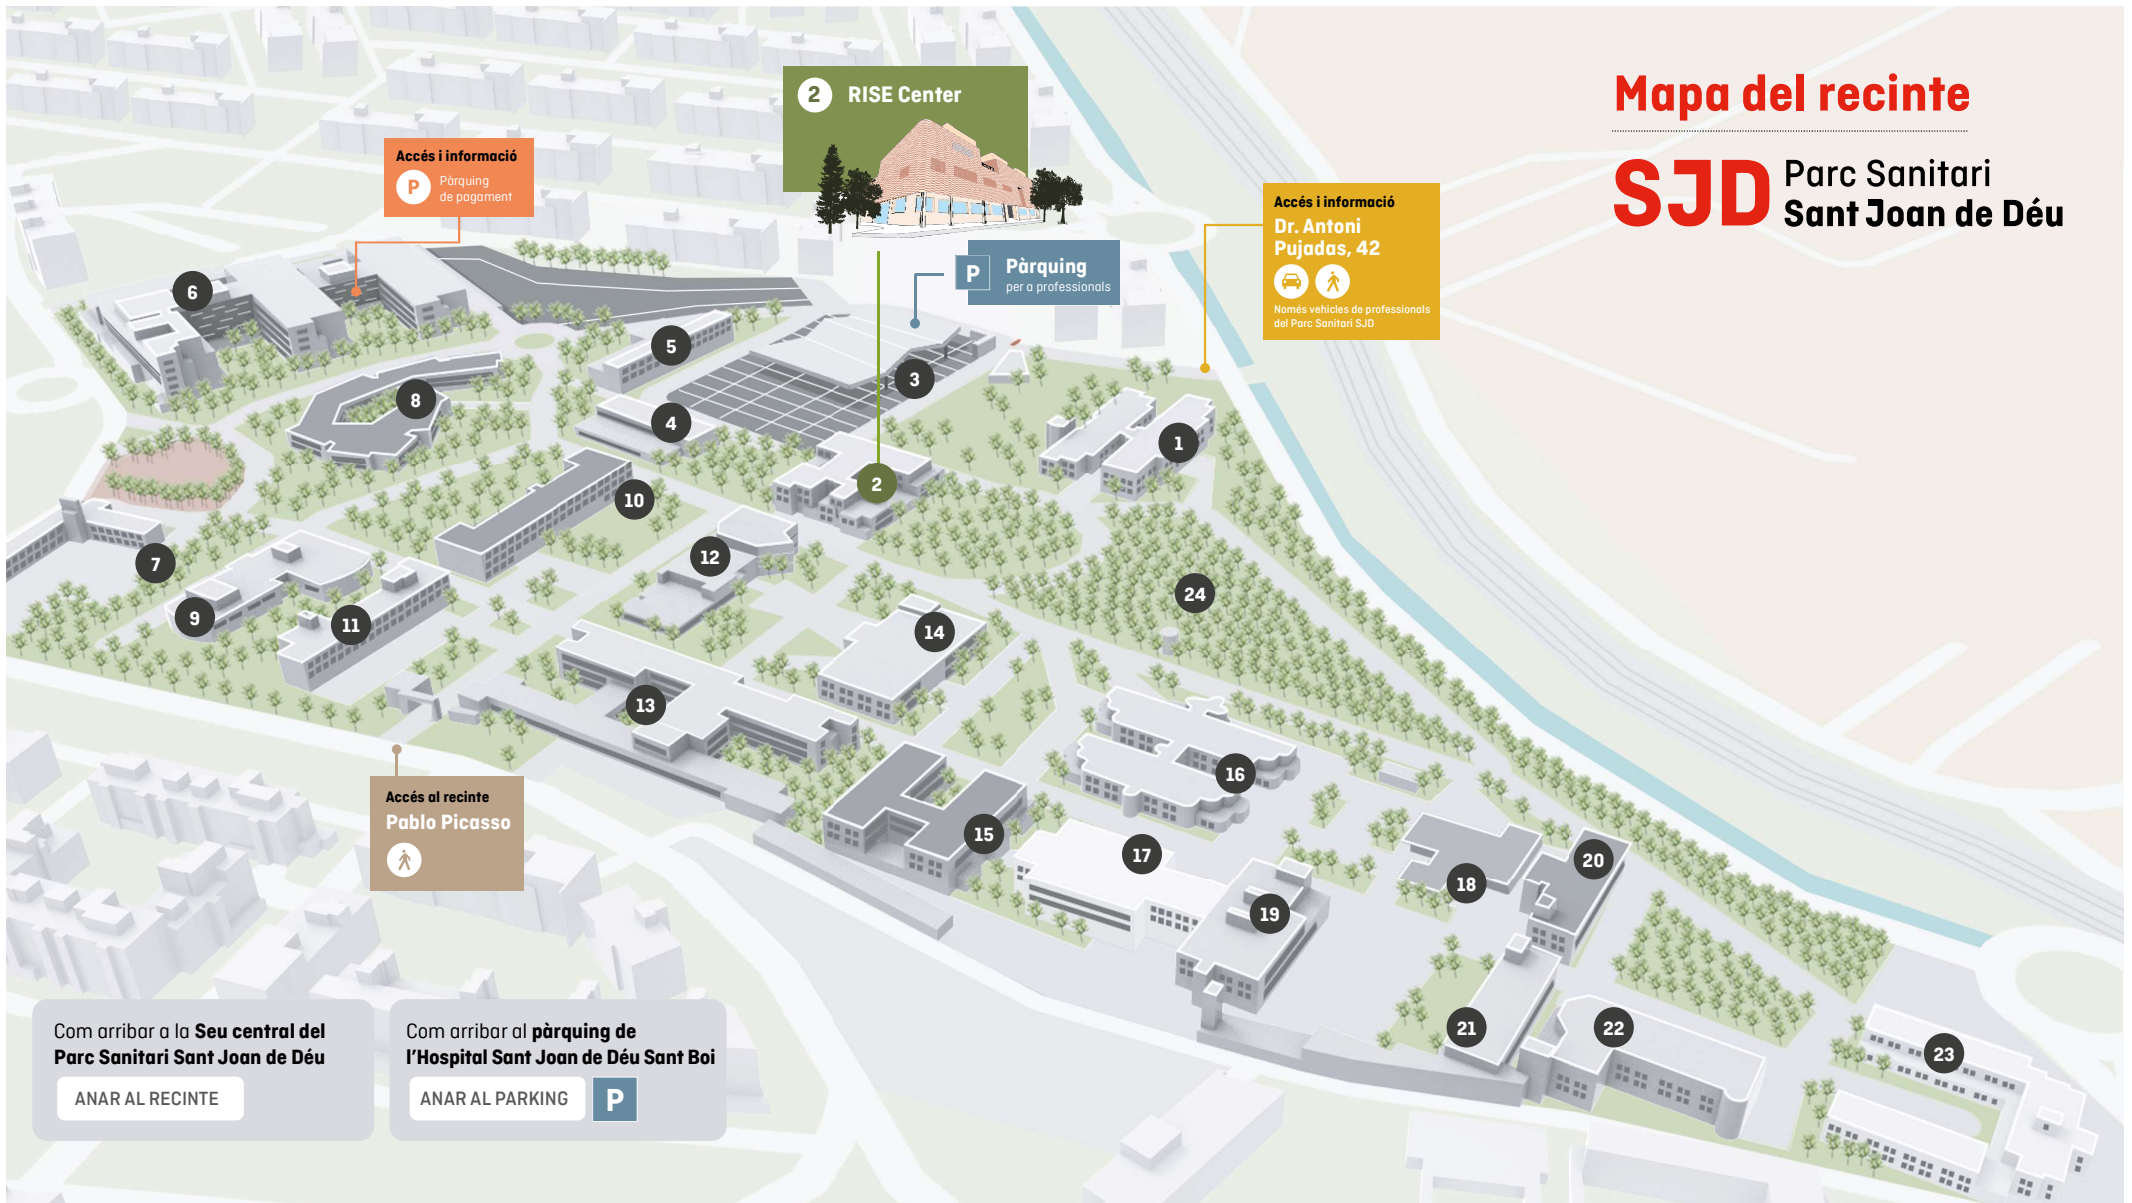 Mapa del recinte
SJD Parc Sanitari
Sant Joan de Déu
2 RISE Center
Accés i informació
P Pàrquing
de pagament
P Pàrquing
per a professionals
Accés i informació
Dr. Antoni
Pujadas, 42
Només vehicles de professionals
del Parc Sanitari SJD
6
5
3
8
4
1
2
10
7
12
24
9
11
14
13
16
15
17
20
18
19
21
22
23
Accés al recinte
Pablo Picasso
Com arribar a la Seu central del
Parc Sanitari Sant Joan de Déu
ANAR AL RECINTE
Com arribar al pàrquing de
l'Hospital Sant Joan de Déu Sant Boi
ANAR AL PARKING P